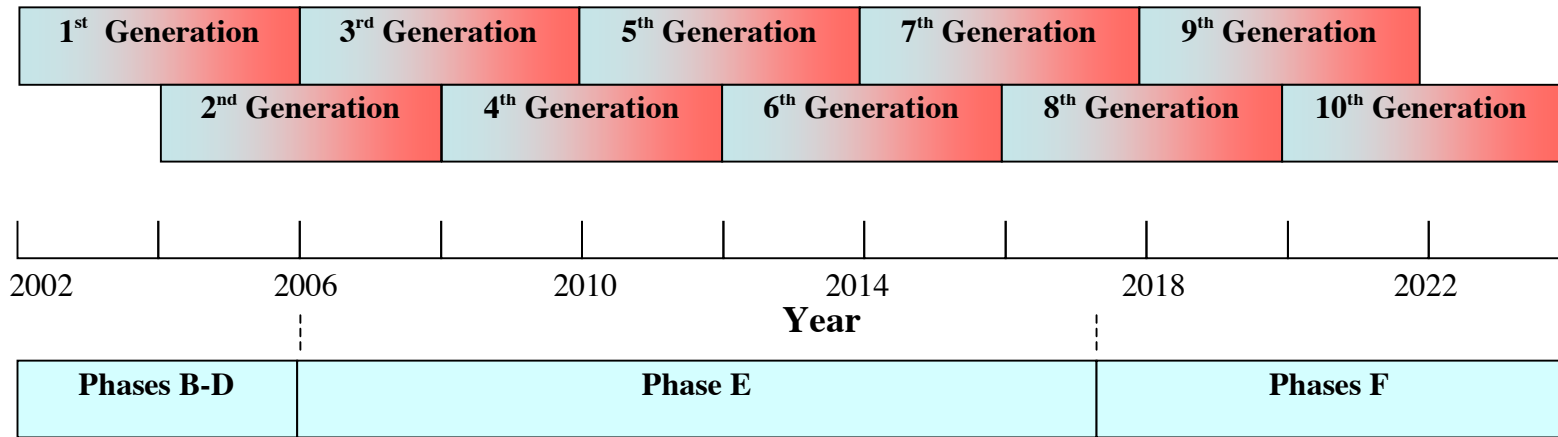 1st Generation 3rd Generation 5th Generation 7th Generation 9th Generation
2nd Generation 4th Generation 6th Generation 8th Generation 10th Generation
2002 2006 2010 2014 2018 2022
Year
Phases B-D Phase E Phases F